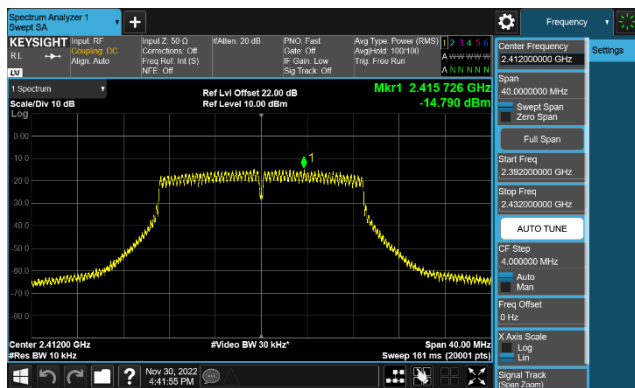 Spectrum Analyzer 1
Swept SA
Frequency
KEYSIGHT
RL
Input: RF
Coupling: DC
Align: Auto
Input Z: 50 Ω
Corrections: Off
Freq Ref: Int (S)
NFE: Off
#Atten: 20 dB
PNO: Fast
Gate: Off
IF Gain: Low
Sig Track: Off
Avg Type: Power (RMS)
Avg|Hold: 100/100
Trig: Free Run
1 2 3 4 5 6
A W W W W W
A N N N N N
LXI
1 Spectrum
Scale/Div 10 dB
Log
Ref Lvl Offset 22.00 dB
Ref Level 10.00 dBm
Mkr1 2.415 726 GHz
-14.790 dBm
1
0.00
-10.0
-20.0
-30.0
-40.0
-50.0
-60.0
-70.0
-80.0
Center 2.41200 GHz
#Res BW 10 kHz
#Video BW 30 kHz*
Span 40.00 MHz
Sweep 161 ms (20001 pts)
Nov 30, 2022
4:41:55 PM
Center Frequency
2.412000000 GHz
Settings
Span
40.0000000 MHz
Swept Span
Zero Span
Full Span
Start Freq
2.392000000 GHz
Stop Freq
2.432000000 GHz
AUTO TUNE
CF Step
4.000000 MHz
Auto
Man
Freq Offset
0 Hz
X Axis Scale
Log
Lin
Signal Track
(Span Zoom)